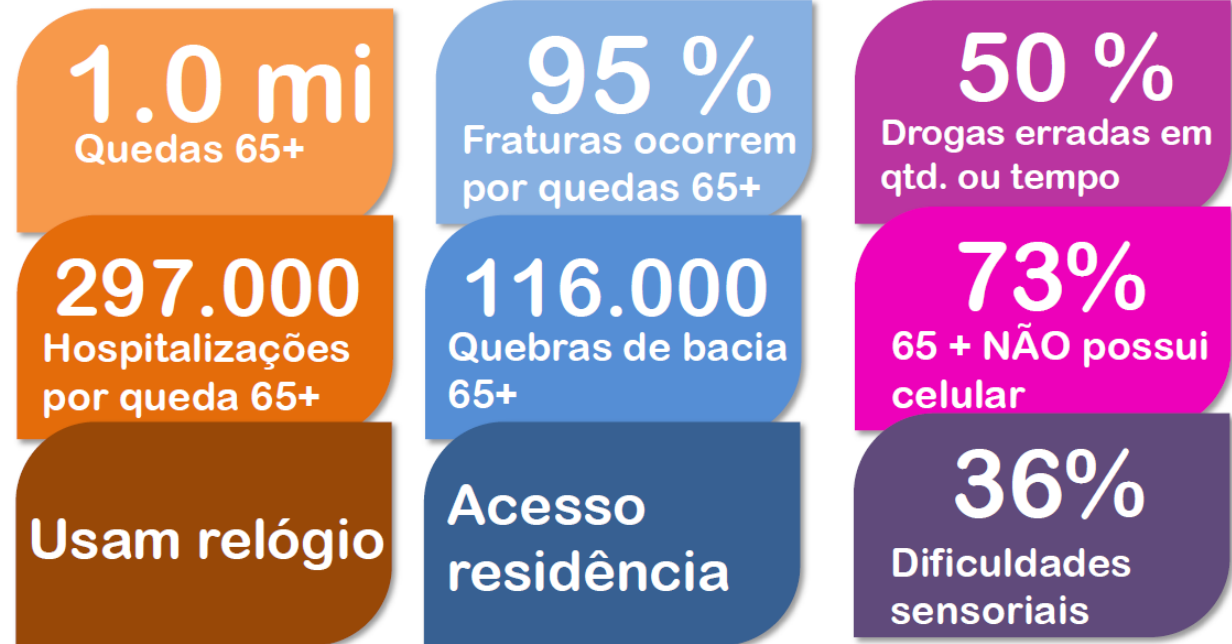 1.0 mi
Quedas 65+
297.000
Hospitalizações
por queda 65+
Usam relógio
95 %
Fraturas ocorrem
por quedas 65+
116.000
Quebras de bacia
65+
Acesso
residência
50 %
Drogas erradas em
qtd. ou tempo
73%
65 + NÃO possui
celular
36%
Dificuldades
sensoriais